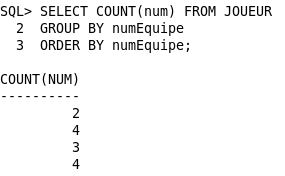 SQL> SELECT COUNT(num) FROM JOUEUR
  2  GROUP BY numEquipe
  3  ORDER BY numEquipe;

COUNT(NUM)
----------
         2
         4
         3
         4